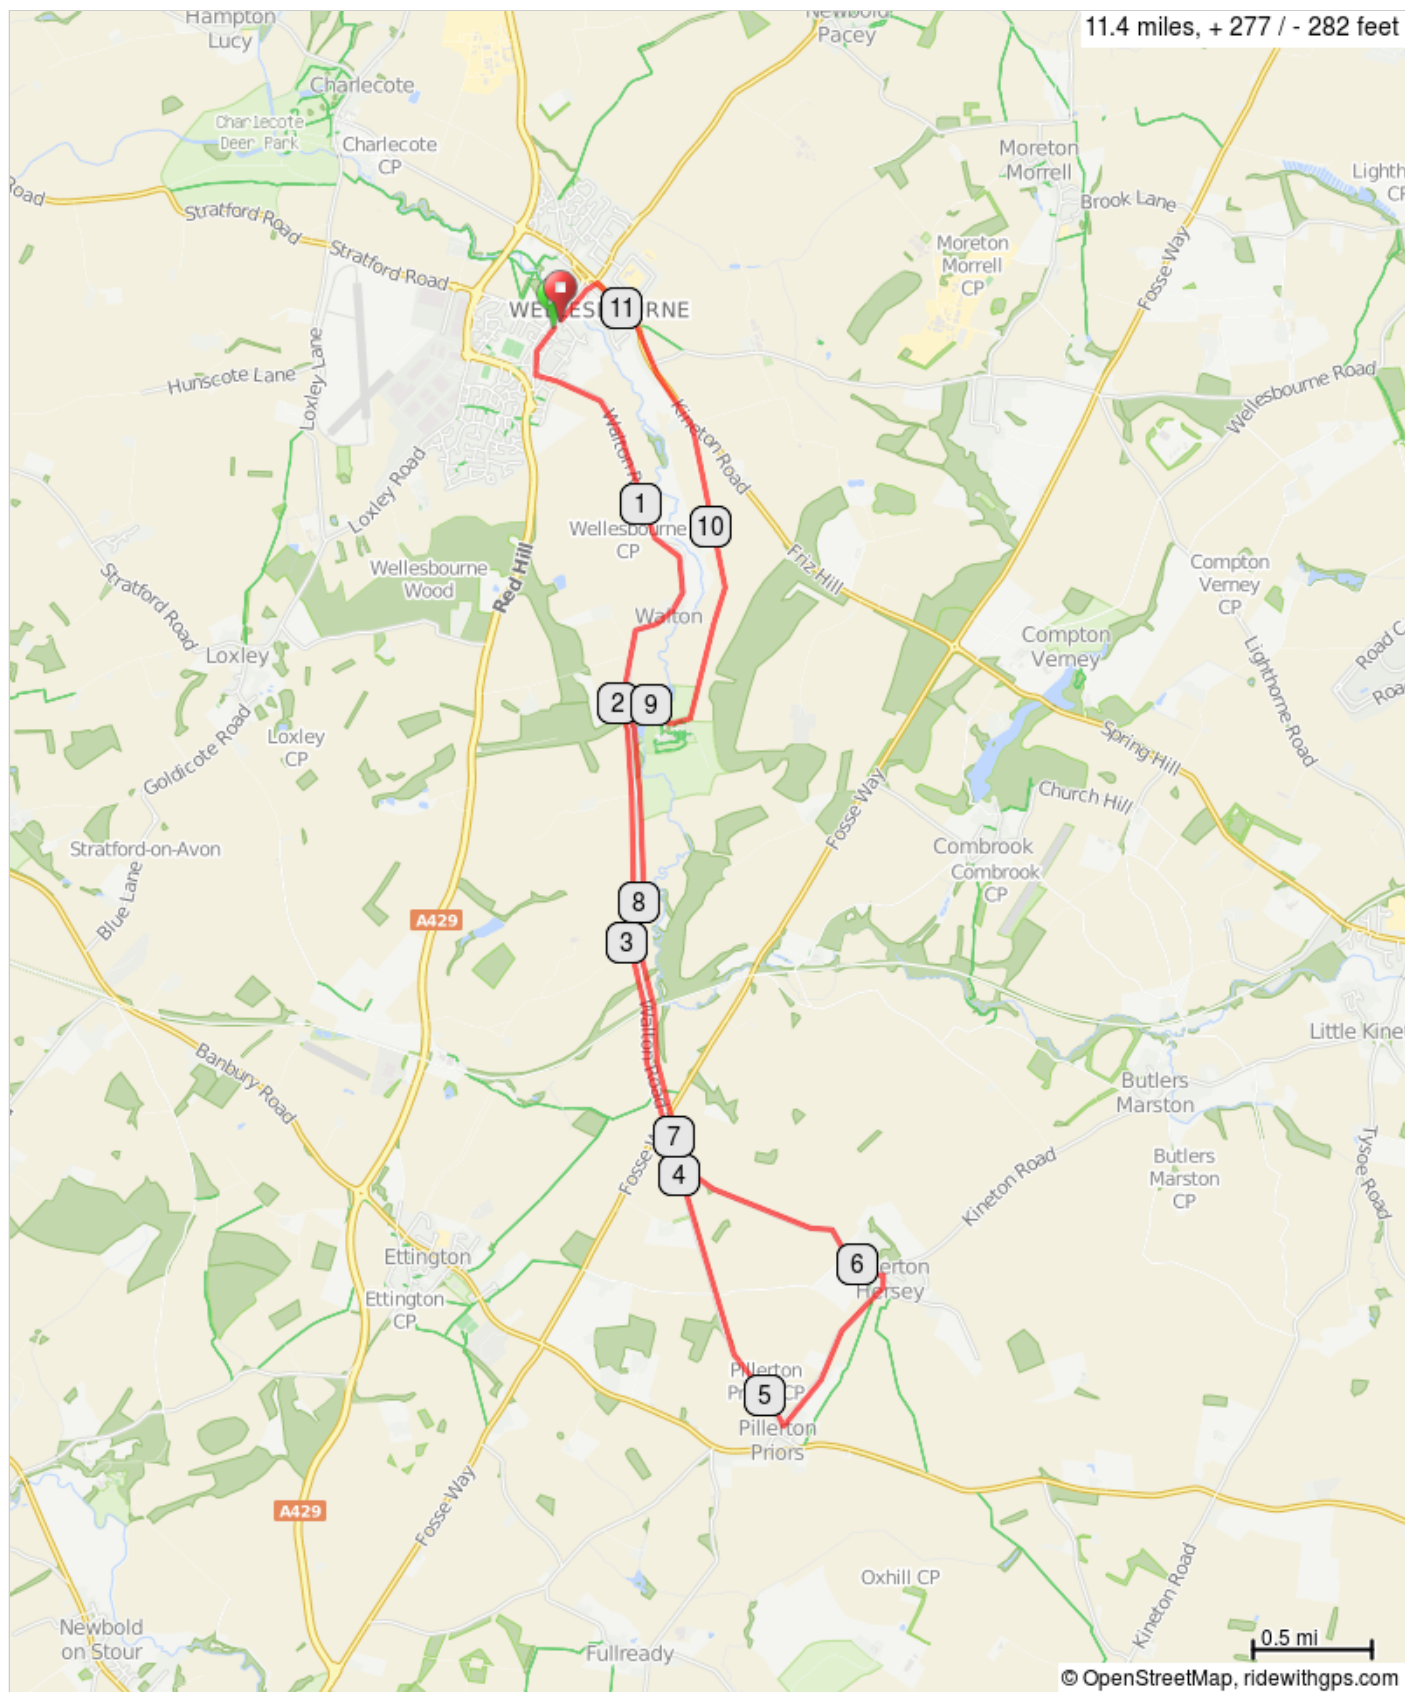 Hampton
Lucy
Pacey
11.4 miles, + 277 / - 282 feet
Charlecote
Charlecote
Deer Park
Charlecote
CP
Moreton
Morrell
Road
Brook Lane
Stratford Road
Stratford Road
Moreton
Morrell
CP
Fosse Way
11
Hunscote Lane
Loxley Lane
Wellesbourne Road
Kineton Road
Loxley Road
1
Wellesbourne
CP
10
Wellesbourne
Wood
Red Hill
Friz Hill
Compton
Verney
CP
Stratford Road
Walton
Loxley
Compton
Verney
Lighthorne Road
Road C
2
9
Loxley
CP
Goldicote Road
Spring Hill
Fosse Way
Church Hill
Stratford-on-Avon
Combrook
Combrook
CP
Blue Lane
8
A429
3
Walton Road
Little Kinet
Banbury Road
Butlers
Marston
7
4
Kineton Road
Butlers
Marston
CP
Tysoe Road
Ettington
6
erton
Hersey
Ettington
CP
Pillerton
5
CP
Pillerton
Priors
A429
Fosse Way
Oxhill CP
Kineton Road
Newbold
on Stour
Fullready
0.5 mi
© OpenStreetMap, ridewithgps.com